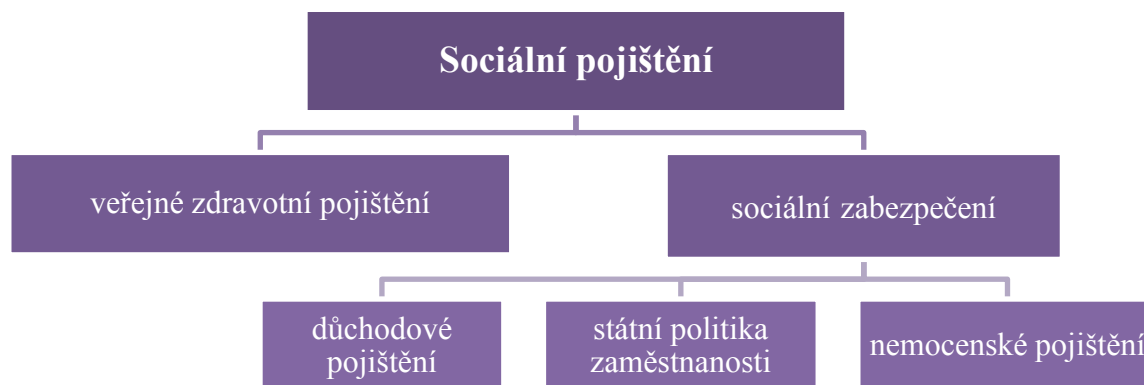 Sociální pojištění
veřejné zdravotní pojištění
sociální zabezpečení
důchodové
pojištění
státní politika
zaměstnanosti
nemocenské pojištění